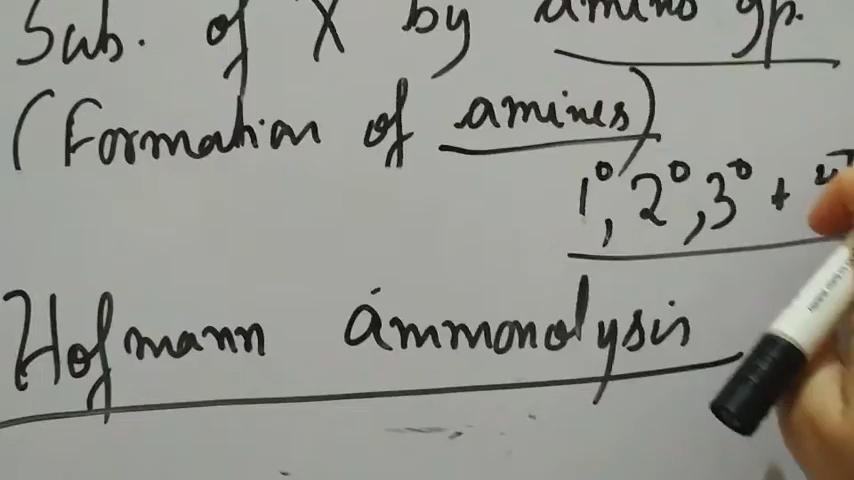 Sub. of X by amino gp.
(Formation of amines)
1°, 2°, 3° +
Hofmann ammonolysis